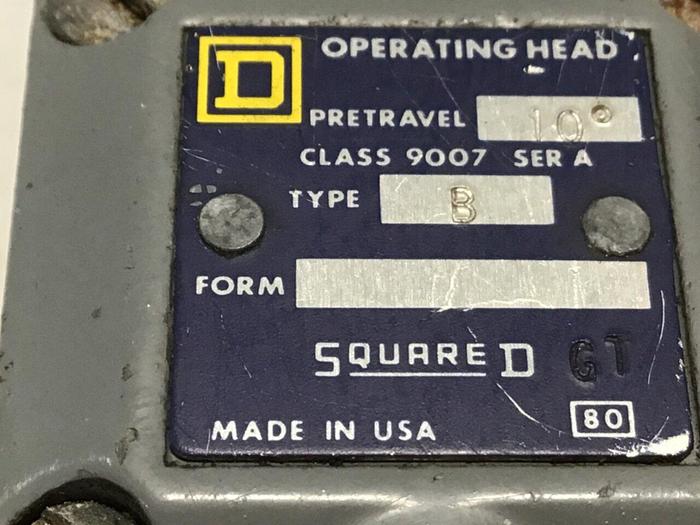 D OPERATING HEAD
PRETRAVEL 10°
CLASS 9007 SER A
TYPE B
FORM
SQUARE D GT
MADE IN USA 80